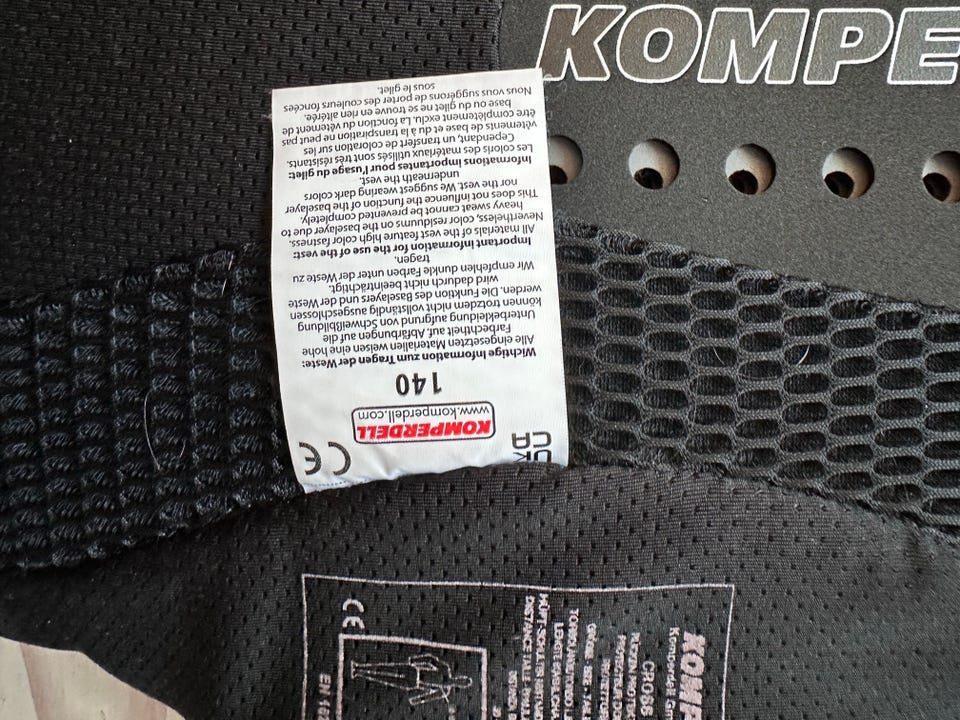 KOMPE
KOMPERDELL
www.komperdell.com
140
Wichtige Information zum Tragen der Weste:
Alle eingesetzten Materialien weisen eine hohe
Farbechtheit auf. Abfärbungen auf die
Unterbekleidung aufgrund von Schweißbildung
können trotzdem nicht vollständig ausgeschlossen
werden. Die Funktion des Baselayers und der Weste
wird dadurch nicht beeinträchtigt.
Wir empfehlen dunkle Farben unter der Weste zu
tragen.
Important information for the use of the vest:
All materials of the vest feature high color fastness.
Nevertheless, color residuums on the baselayer due to
heavy sweat cannot be prevented completely.
This does not influence the function of the baselayer
nor the vest. We suggest wearing dark colors
underneath the vest.
Informations importantes pour l'usage du gilet:
Les coloris des matériaux utilisés sont très résistants.
Cependant, un transfert de coloration sur les
vêtements de base et du à la transpiration ne peut pas
être complètement exclu. La fonction du vêtement de
base ou du gilet ne se trouve en rien altérée.
Nous vous suggérons de porter des couleurs foncées
sous le gilet.
CE
UK
CA
CE
KOMP
Komperdell
CROSS